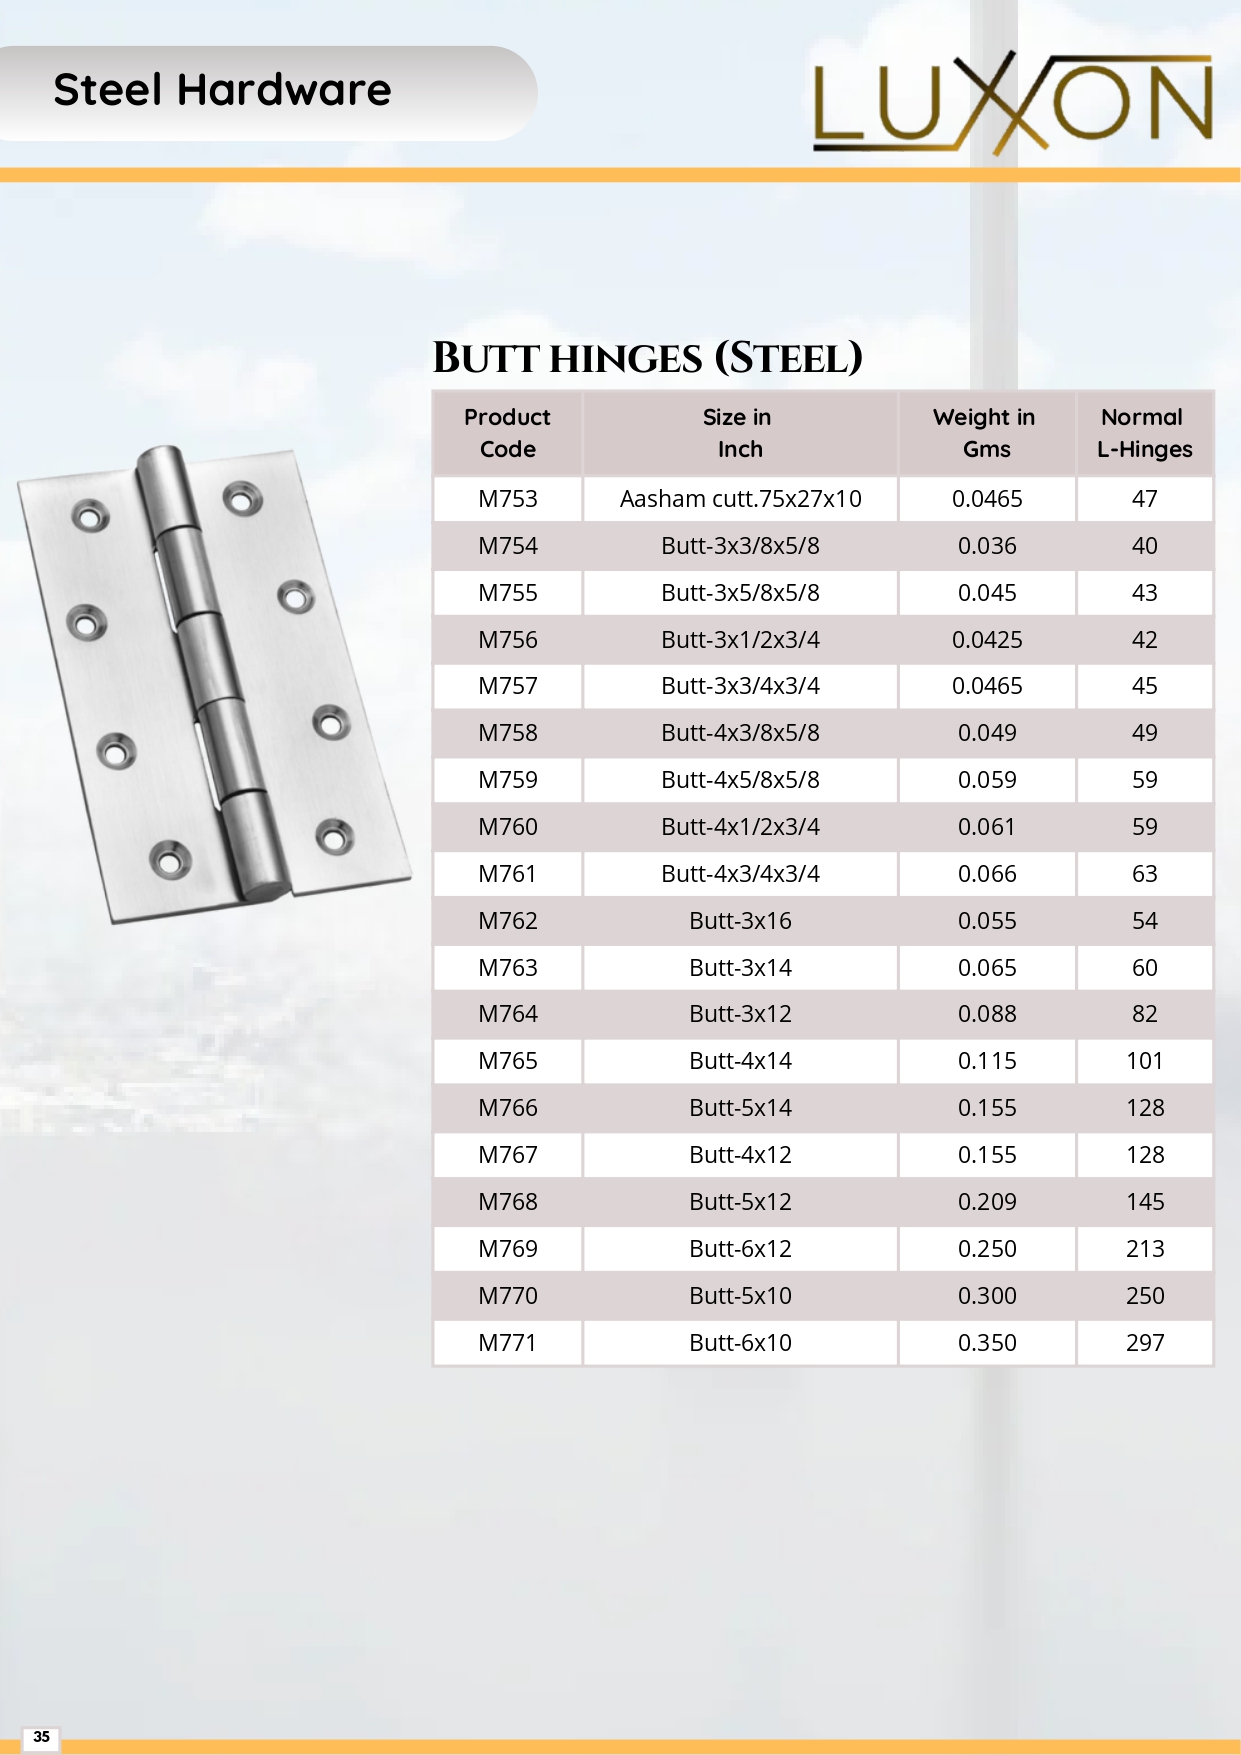 Steel Hardware
LUXXON
BUTT HINGES (STEEL)
Product Code Size in Inch Weight in Gms Normal L-Hinges
M753 Aasham cutt.75x27x10 0.0465 47
M754 Butt-3x3/8x5/8 0.036 40
M755 Butt-3x5/8x5/8 0.045 43
M756 Butt-3x1/2x3/4 0.0425 42
M757 Butt-3x3/4x3/4 0.0465 45
M758 Butt-4x3/8x5/8 0.049 49
M759 Butt-4x5/8x5/8 0.059 59
M760 Butt-4x1/2x3/4 0.061 59
M761 Butt-4x3/4x3/4 0.066 63
M762 Butt-3x16 0.055 54
M763 Butt-3x14 0.065 60
M764 Butt-3x12 0.088 82
M765 Butt-4x14 0.115 101
M766 Butt-5x14 0.155 128
M767 Butt-4x12 0.155 128
M768 Butt-5x12 0.209 145
M769 Butt-6x12 0.250 213
M770 Butt-5x10 0.300 250
M771 Butt-6x10 0.350 297
35